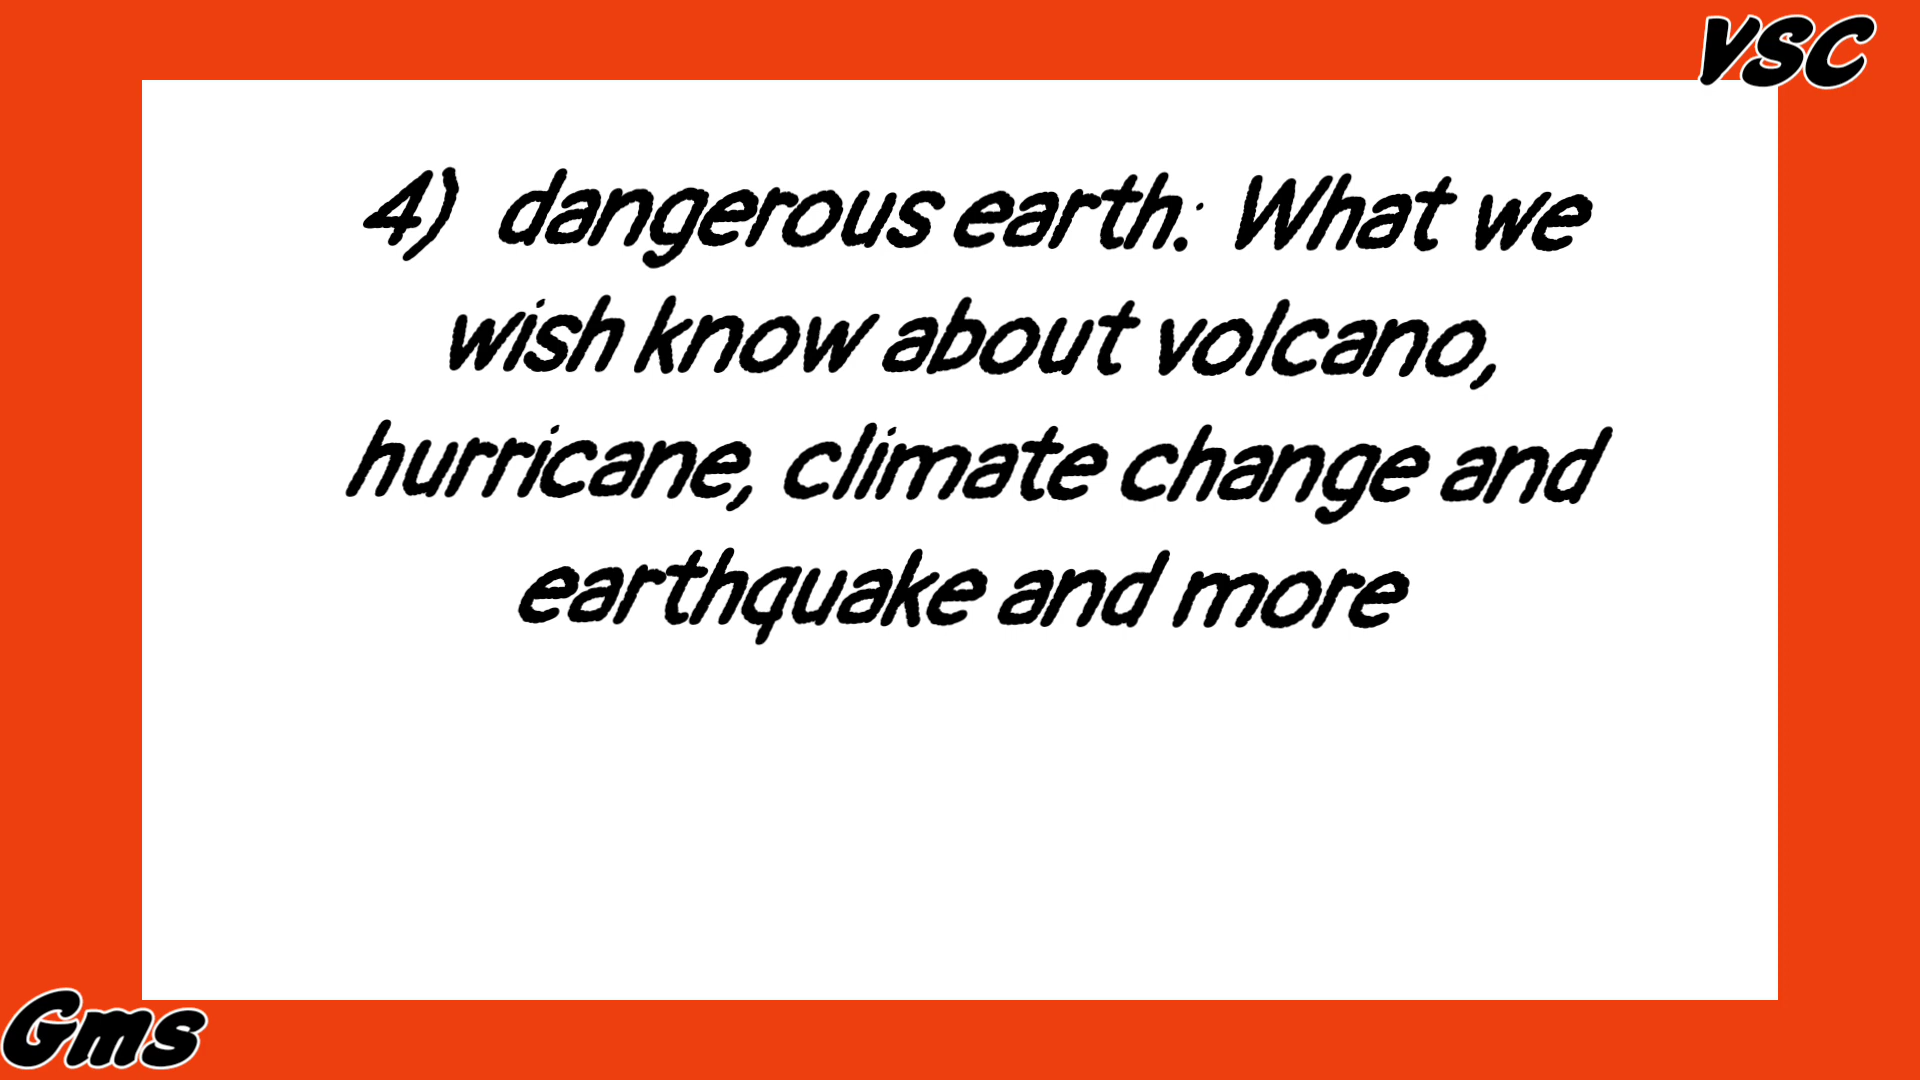 VSC
4) dangerous earth: What we
wish know about volcano,
hurricane, climate change and
earthquake and more
Gms